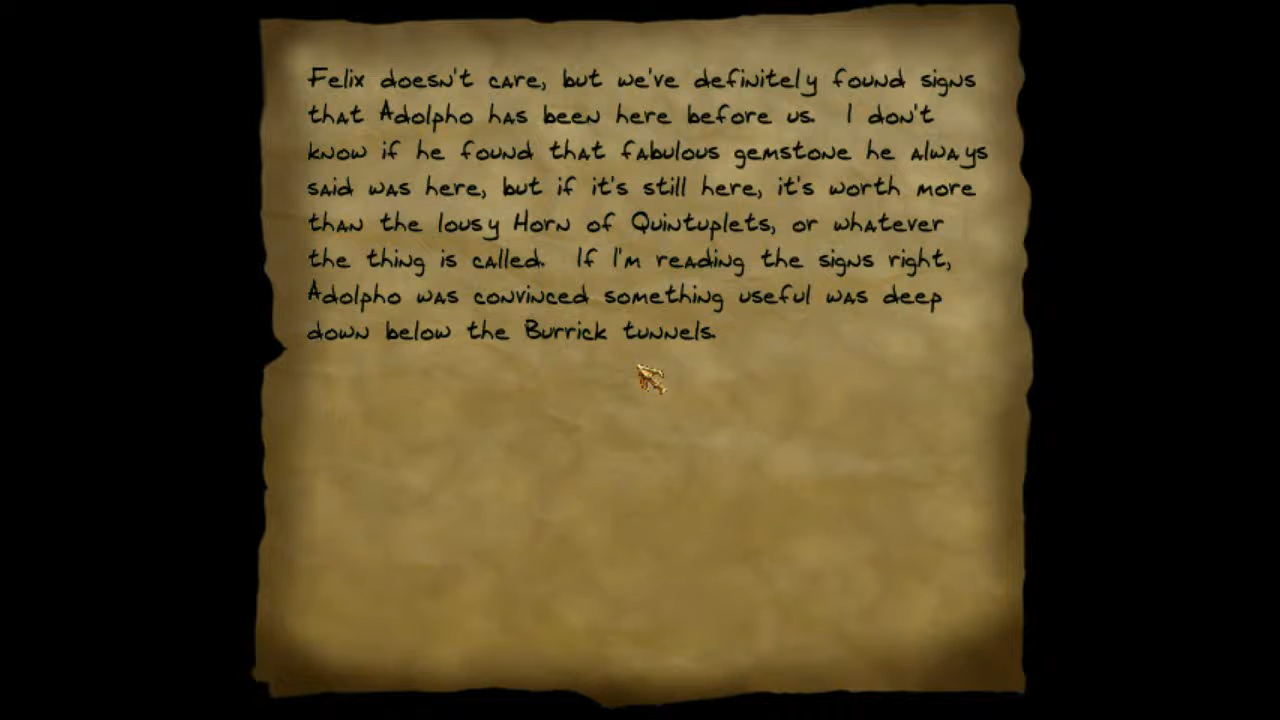 Felix doesn't care, but we've definitely found signs
that Adolpho has been here before us.  I don't
know if he found that fabulous gemstone he always
said was here, but if it's still here, it's worth more
than the lousy Horn of Quintuplets, or whatever
the thing is called.  If I'm reading the signs right,
Adolpho was convinced something useful was deep
down below the Burrick tunnels.